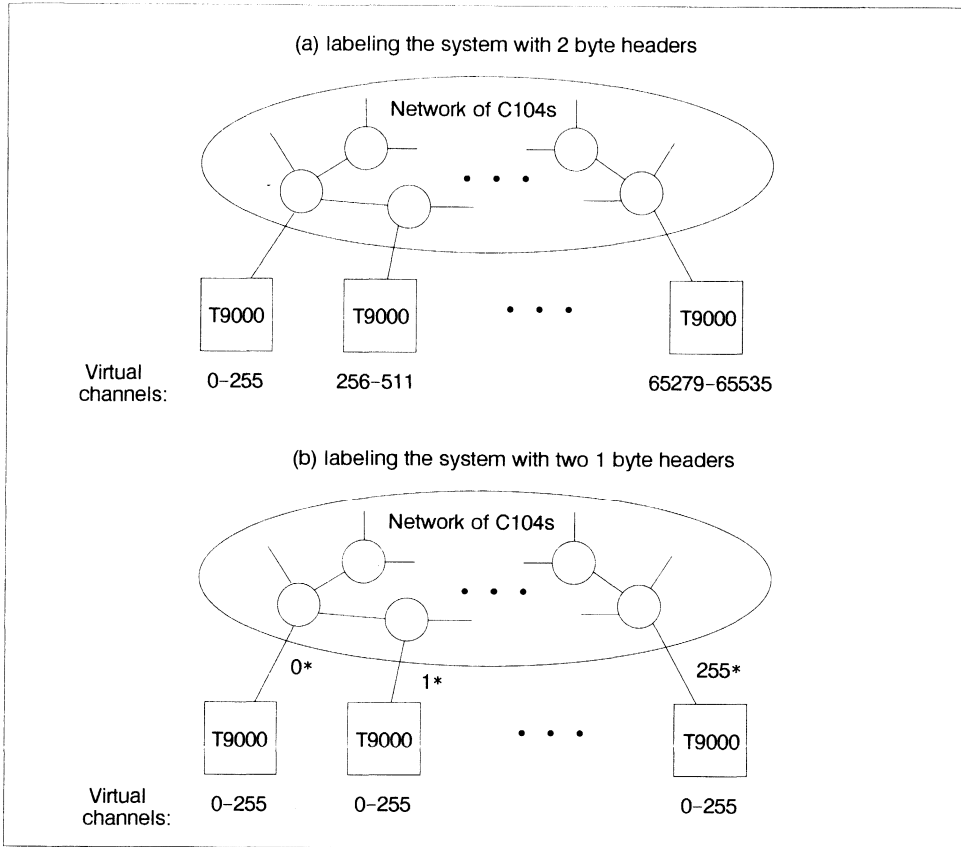 (a) labeling the system with 2 byte headers
Network of C104s
T9000 T9000 T9000
Virtual channels: 0-255 256-511 65279-65535
(b) labeling the system with two 1 byte headers
Network of C104s
0* 1* 255*
T9000 T9000 T9000
Virtual channels: 0-255 0-255 0-255